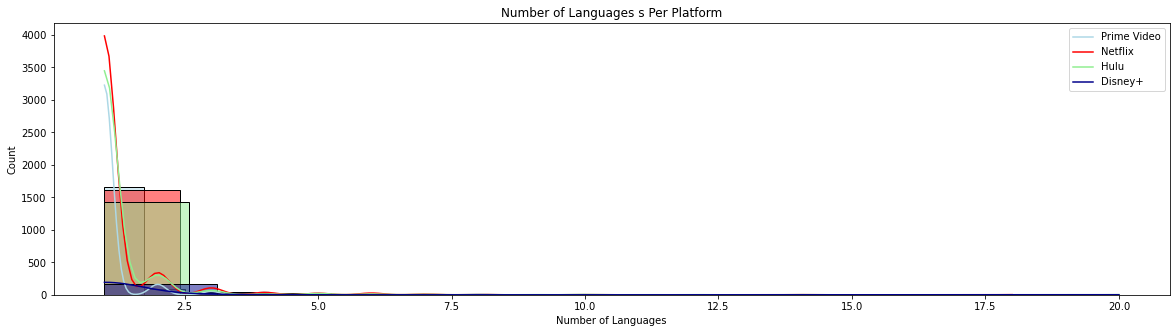 Number of Languages s Per Platform
Prime Video
Netflix
Hulu
Disney+
4000
3500
3000
2500
2000
1500
1000
500
0
Count
2.5 5.0 7.5 10.0 12.5 15.0 17.5 20.0
Number of Languages